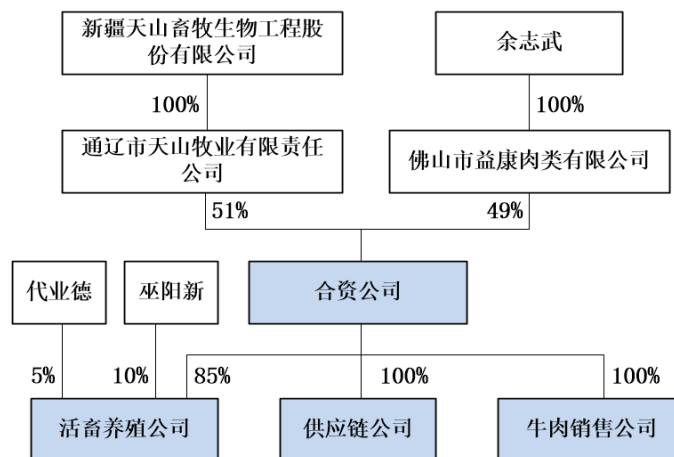 新疆天山畜牧生物工程股
份有限公司
余志武
100%
100%
通辽市天山牧业有限责任
公司
佛山市益康肉类有限公司
51%
49%
代业德
巫阳新
合资公司
5%
10%
85%
100%
100%
活畜养殖公司
供应链公司
牛肉销售公司